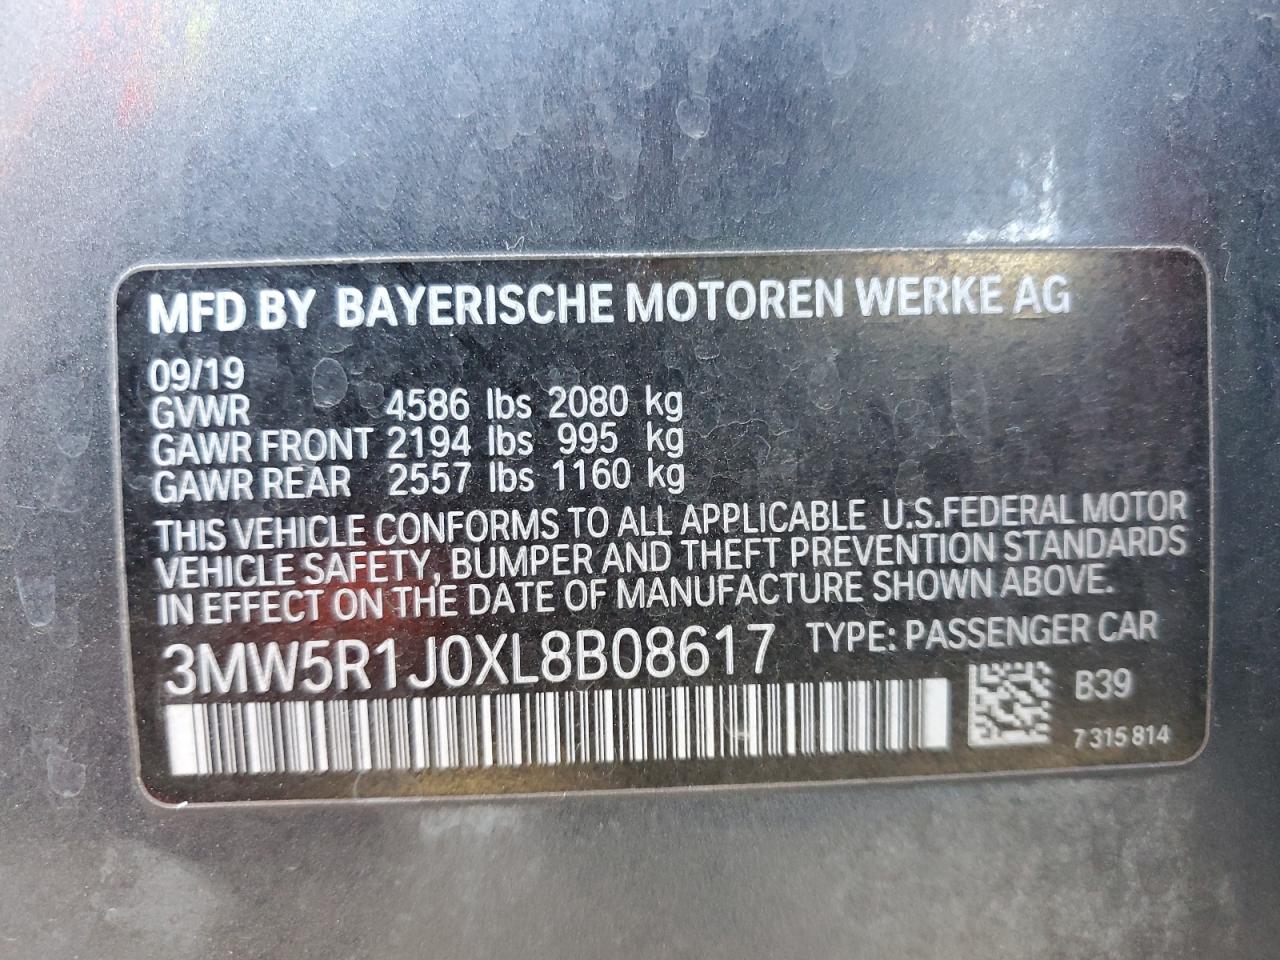 MFD BY BAYERISCHE MOTOREN WERKE AG
09/19
GVWR 4586 lbs 2080 kg
GAWR FRONT 2194 lbs 995 kg
GAWR REAR 2557 lbs 1160 kg
THIS VEHICLE CONFORMS TO ALL APPLICABLE U.S.FEDERAL MOTOR
VEHICLE SAFETY, BUMPER AND THEFT PREVENTION STANDARDS
IN EFFECT ON THE DATE OF MANUFACTURE SHOWN ABOVE.
3MW5R1J0XL8B08617 TYPE: PASSENGER CAR
B39
7 315 814